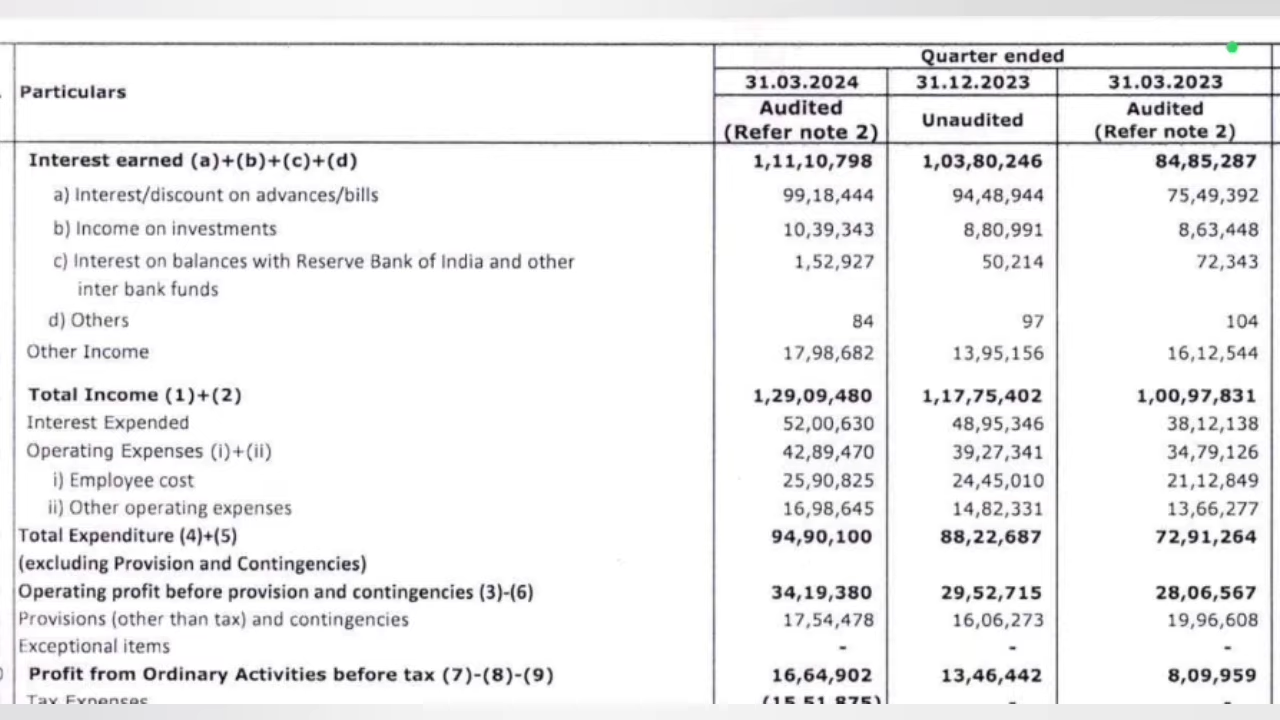 Quarter ended
Particulars 31.03.2024 31.12.2023 31.03.2023
Audited (Refer note 2) Unaudited Audited (Refer note 2)
Interest earned (a)+(b)+(c)+(d) 1,11,10,798 1,03,80,246 84,85,287
a) Interest/discount on advances/bills 99,18,444 94,48,944 75,49,392
b) Income on investments 10,39,343 8,80,991 8,63,448
c) Interest on balances with Reserve Bank of India and other 1,52,927 50,214 72,343
inter bank funds
d) Others 84 97 104
Other Income 17,98,682 13,95,156 16,12,544
Total Income (1)+(2) 1,29,09,480 1,17,75,402 1,00,97,831
Interest Expended 52,00,630 48,95,346 38,12,138
Operating Expenses (i)+(ii) 42,89,470 39,27,341 34,79,126
i) Employee cost 25,90,825 24,45,010 21,12,849
ii) Other operating expenses 16,98,645 14,82,331 13,66,277
Total Expenditure (4)+(5) 94,90,100 88,22,687 72,91,264
(excluding Provision and Contingencies)
Operating profit before provision and contingencies (3)-(6) 34,19,380 29,52,715 28,06,567
Provisions (other than tax) and contingencies 17,54,478 16,06,273 19,96,608
Exceptional items - - -
Profit from Ordinary Activities before tax (7)-(8)-(9) 16,64,902 13,46,442 8,09,959
Tax Expenses (15,51,875) - -